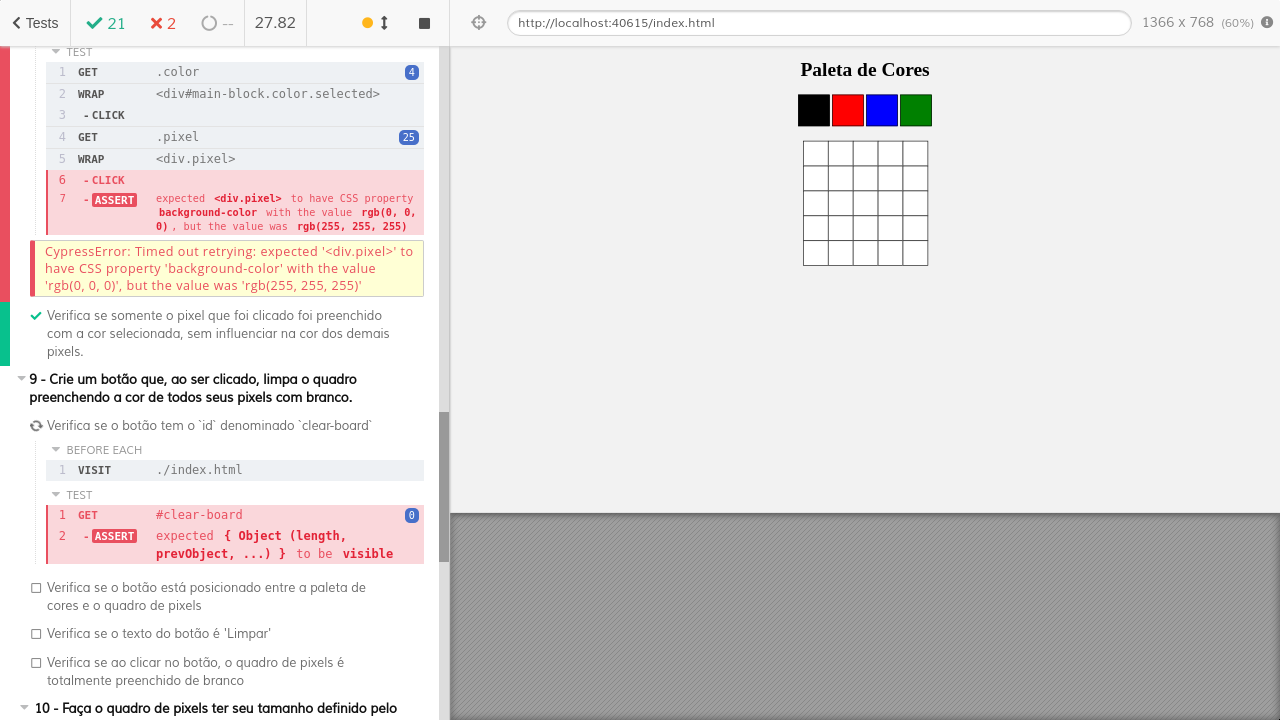 Tests
21
2
--
27.82
http://localhost:40615/index.html
1366 x 768 (60%)
TEST
1 GET .color 4
2 WRAP <div#main-block.color.selected>
3 - CLICK
4 GET .pixel 25
5 WRAP <div.pixel>
6 - CLICK
7 - ASSERT expected <div.pixel> to have CSS property
background-color with the value rgb(0, 0,
0), but the value was rgb(255, 255, 255)
CypressError: Timed out retrying: expected '<div.pixel>' to
have CSS property 'background-color' with the value
'rgb(0, 0, 0)', but the value was 'rgb(255, 255, 255)'
Verifica se somente o pixel que foi clicado foi preenchido
com a cor selecionada, sem influenciar na cor dos demais
pixels.
9 - Crie um botão que, ao ser clicado, limpa o quadro
preenchendo a cor de todos seus pixels com branco.
Verifica se o botão tem o `id` denominado `clear-board`
BEFORE EACH
1 VISIT ./index.html
TEST
1 GET #clear-board 0
2 - ASSERT expected { Object (length,
prevObject, ...) } to be visible
Verifica se o botão está posicionado entre a paleta de
cores e o quadro de pixels
Verifica se o texto do botão é 'Limpar'
Verifica se ao clicar no botão, o quadro de pixels é
totalmente preenchido de branco
10 - Faça o quadro de pixels ter seu tamanho definido pelo
Paleta de Cores